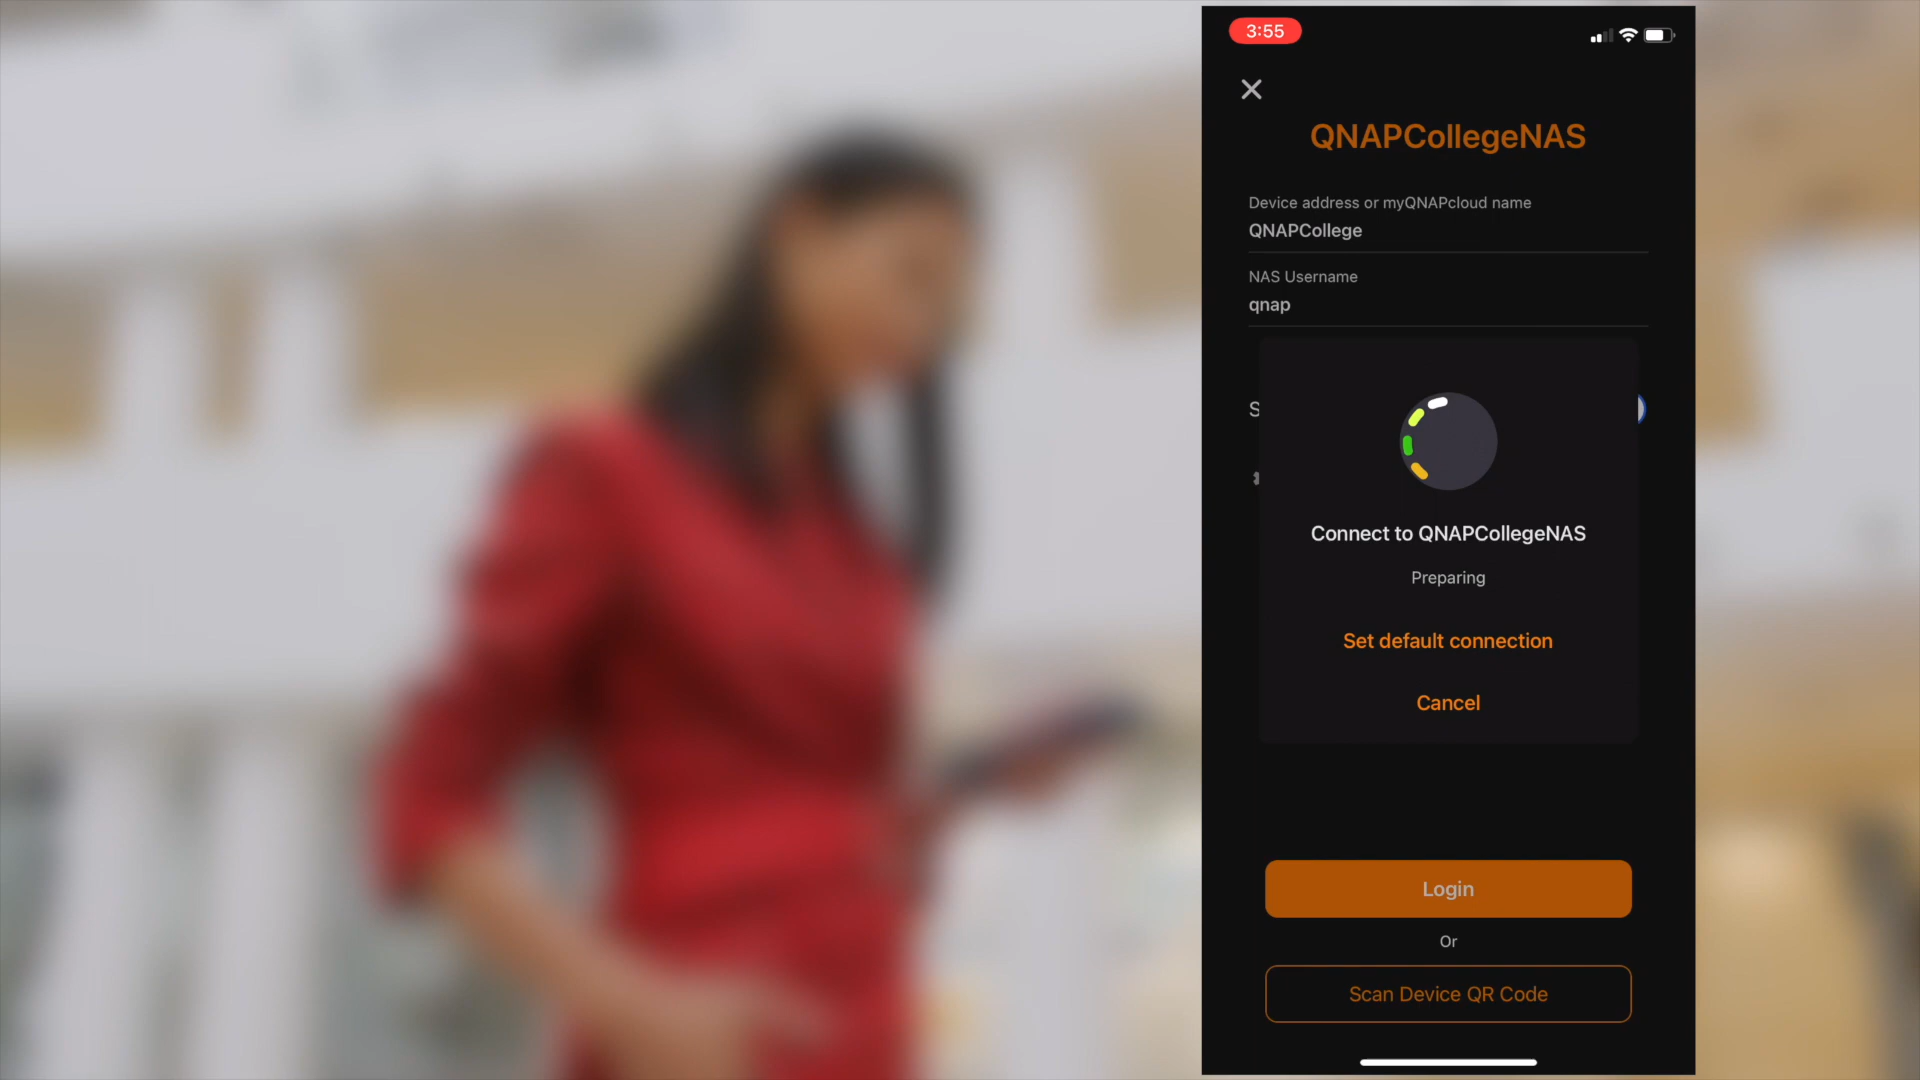 3:55
QNAPCollegeNAS
Device address or myQNAPcloud name
QNAPCollege
NAS Username
qnap
S
Connect to QNAPCollegeNAS
Preparing
Set default connection
Cancel
Login
Or
Scan Device QR Code